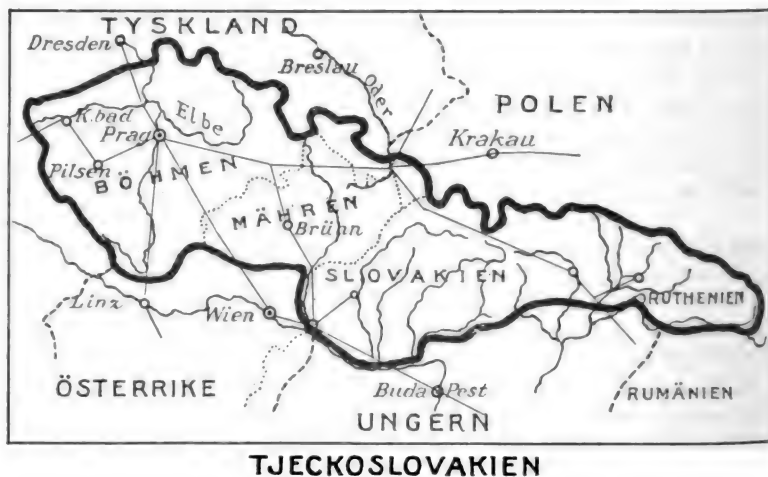 TYSKLAND
Dresden
Breslau
Oder
POLEN
K.bad
Elbe
Prag
Krakau
Pilsen
BÖHMEN
MÄHREN
Brünn
SLOVAKIEN
RUTHENIEN
Linz
Wien
ÖSTERRIKE
Buda Pest
RUMÄNIEN
UNGERN
TJECKOSLOVAKIEN